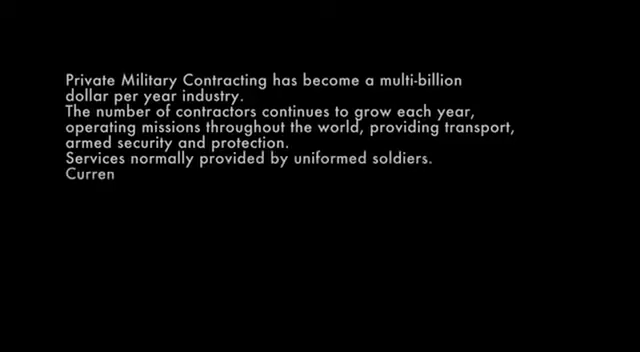 Private Military Contracting has become a multi-billion
dollar per year industry.
The number of contractors continues to grow each year,
operating missions throughout the world, providing transport,
armed security and protection.
Services normally provided by uniformed soldiers.
Curren